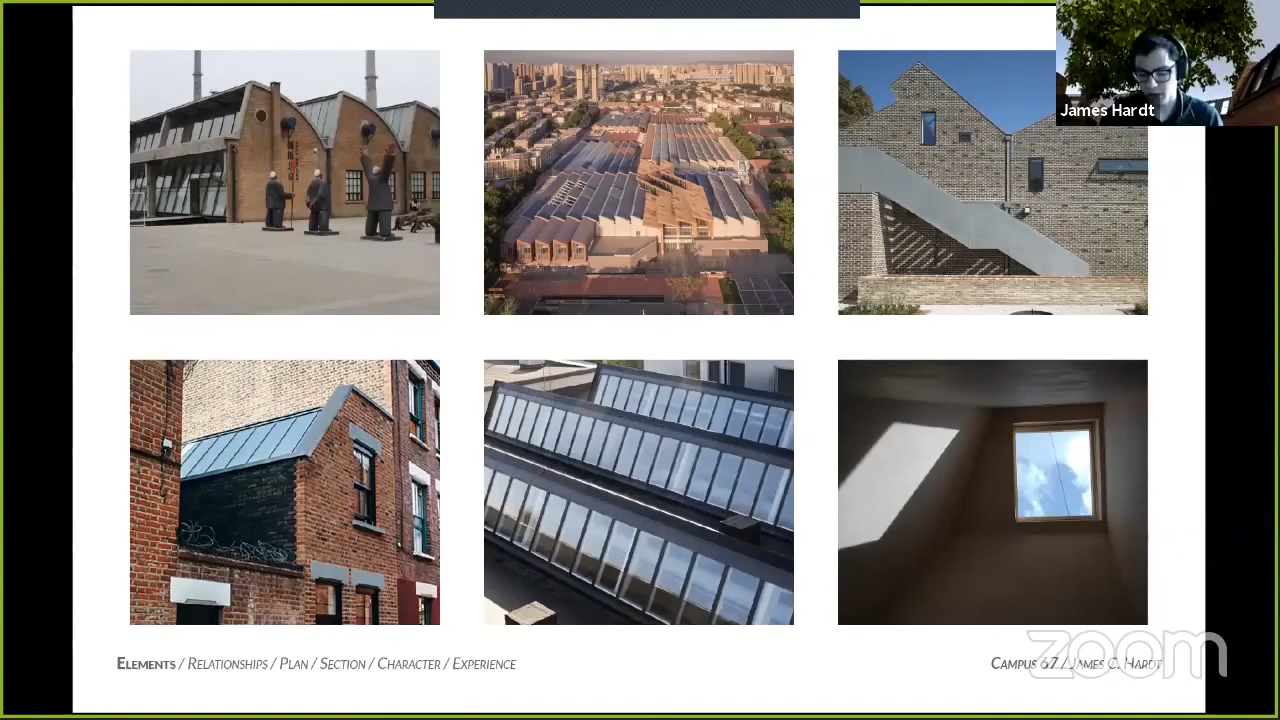 James Hardt
ELEMENTS / RELATIONSHIPS / PLAN / SECTION / CHARACTER / EXPERIENCE
CAMPUS 67 / JAMES C. HARDT
zoom